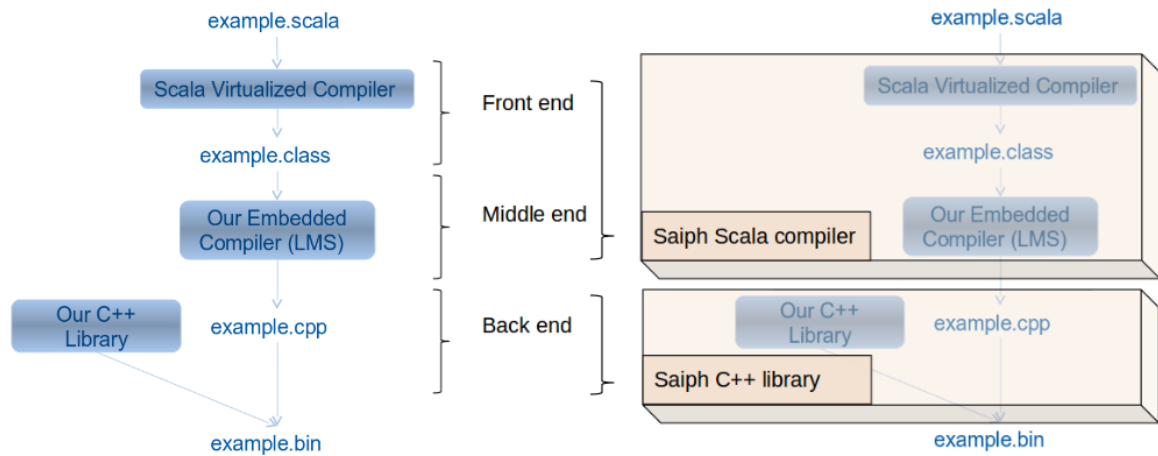 example.scala
Scala Virtualized Compiler
example.class
Our Embedded
Compiler (LMS)
Our C++
Library
example.cpp
example.bin
Front end
Middle end
Back end
example.scala
Scala Virtualized Compiler
example.class
Our Embedded
Compiler (LMS)
Saiph Scala compiler
Our C++
Library
example.cpp
Saiph C++ library
example.bin